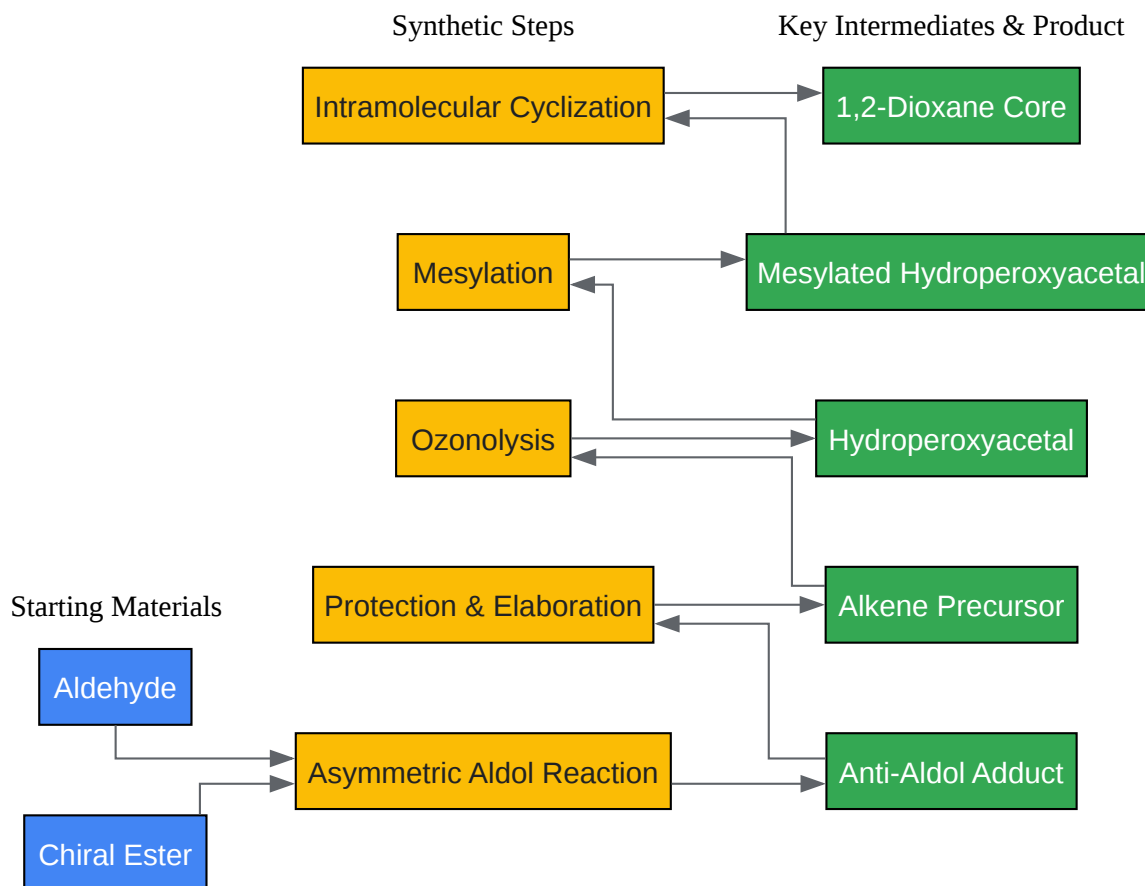 Synthetic Steps
Key Intermediates & Product
Intramolecular Cyclization
1,2-Dioxane Core
Mesylation
Mesylated Hydroperoxyacetal
Ozonolysis
Hydroperoxyacetal
Starting Materials
Protection & Elaboration
Alkene Precursor
Aldehyde
Asymmetric Aldol Reaction
Anti-Aldol Adduct
Chiral Ester